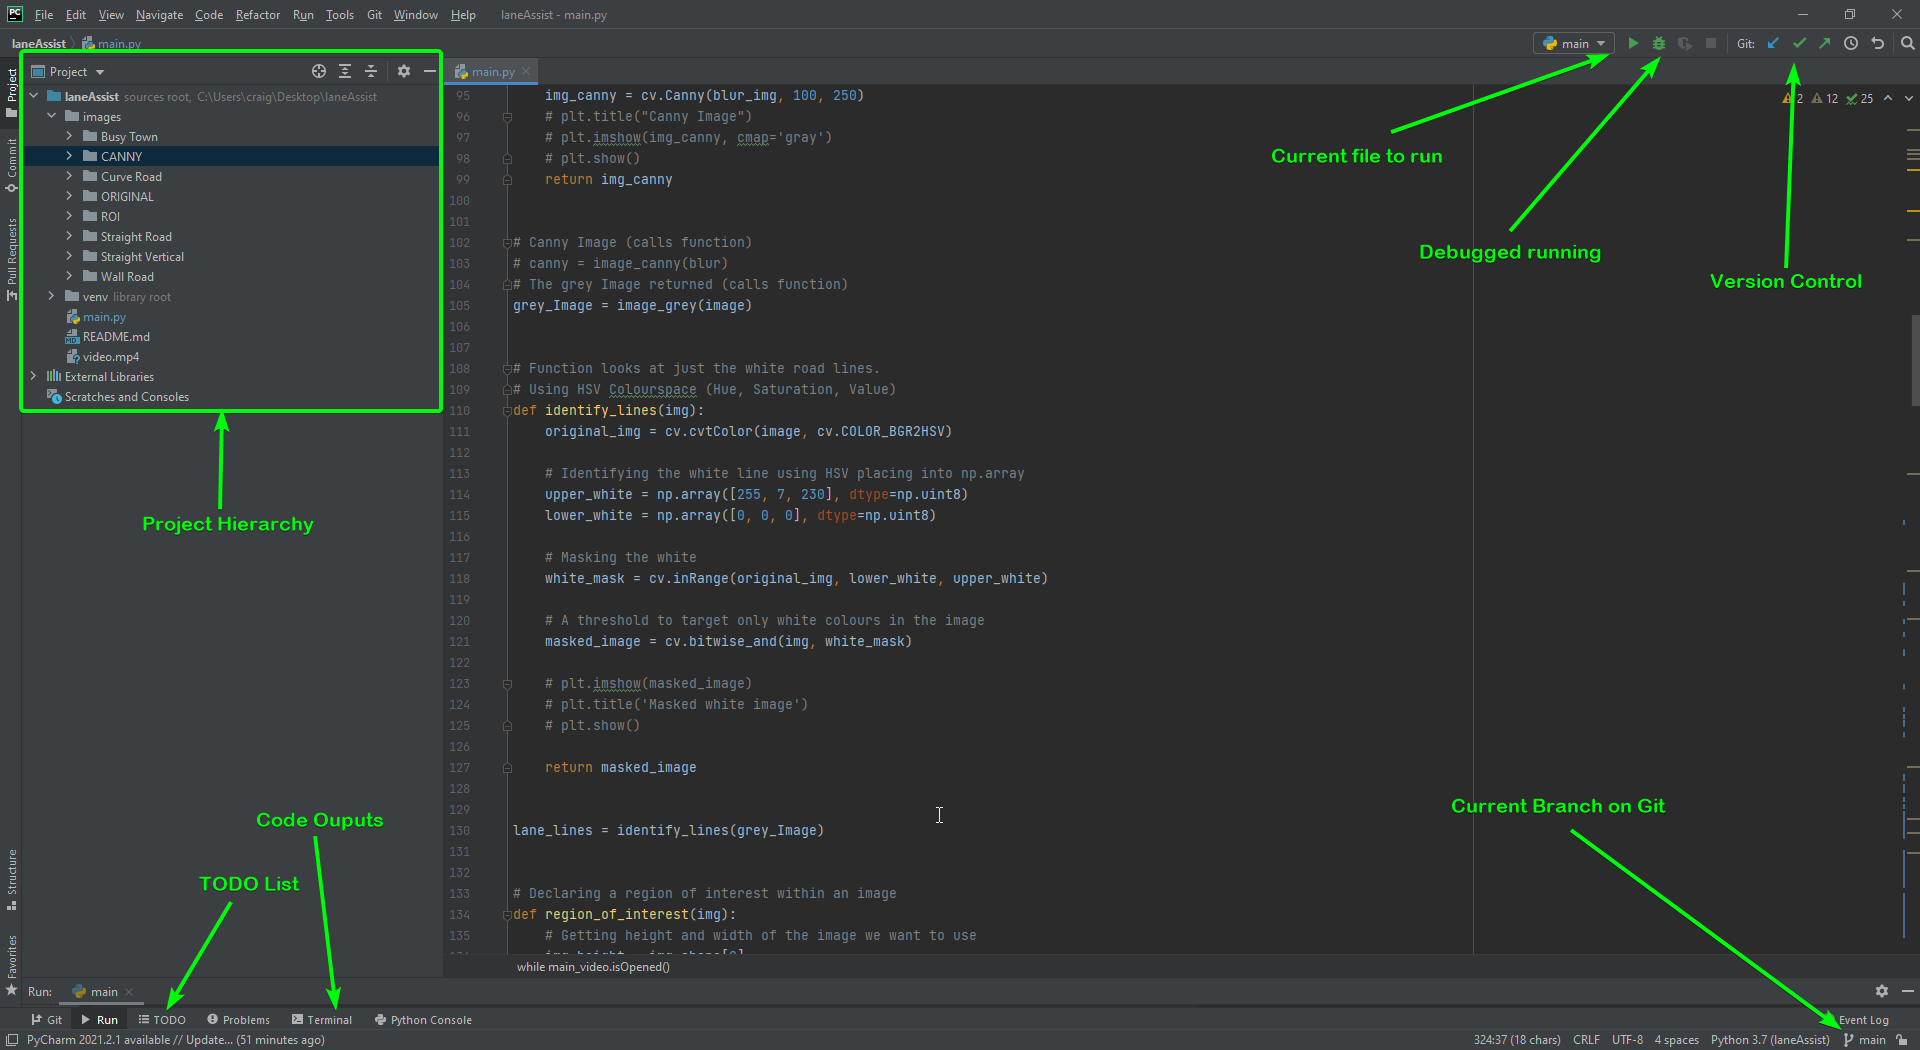 PC File Edit View Navigate Code Refactor Run Tools Git Window Help laneAssist - main.py
laneAssist main.py main Git:
Project
main.py
laneAssist sources root, C:\Users\craig\Desktop\laneAssist
images
Busy Town
CANNY
Curve Road
ORIGINAL
ROI
Straight Road
Straight Vertical
Wall Road
venv library root
main.py
README.md
video.mp4
External Libraries
Scratches and Consoles
Project
Commit
Pull Requests
Structure
Favorites
2 12 25
95 img_canny = cv.Canny(blur_img, 100, 250)
96 # plt.title("Canny Image")
97 # plt.imshow(img_canny, cmap='gray')
98 # plt.show()
99 return img_canny
100
101
102 # Canny Image (calls function)
103 # canny = image_canny(blur)
104 # The grey Image returned (calls function)
105 grey_Image = image_grey(image)
106
107
108 # Function looks at just the white road lines.
109 # Using HSV Colourspace (Hue, Saturation, Value)
110 def identify_lines(img):
111 original_img = cv.cvtColor(image, cv.COLOR_BGR2HSV)
112
113 # Identifying the white line using HSV placing into np.array
114 upper_white = np.array([255, 7, 230], dtype=np.uint8)
115 lower_white = np.array([0, 0, 0], dtype=np.uint8)
116
117 # Masking the white
118 white_mask = cv.inRange(original_img, lower_white, upper_white)
119
120 # A threshold to target only white colours in the image
121 masked_image = cv.bitwise_and(img, white_mask)
122
123 # plt.imshow(masked_image)
124 # plt.title('Masked white image')
125 # plt.show()
126
127 return masked_image
128
129
130 lane_lines = identify_lines(grey_Image)
131
132
133 # Declaring a region of interest within an image
134 def region_of_interest(img):
135 # Getting height and width of the image we want to use
while main_video.isOpened()
Current file to run
Debugged running
Version Control
Project Hierarchy
Code Ouputs
TODO List
Current Branch on Git
Run: main
Git Run TODO Problems Terminal Python Console Event Log
PyCharm 2021.2.1 available // Update... (51 minutes ago) 324:37 (18 chars) CRLF UTF-8 4 spaces Python 3.7 (laneAssist) main